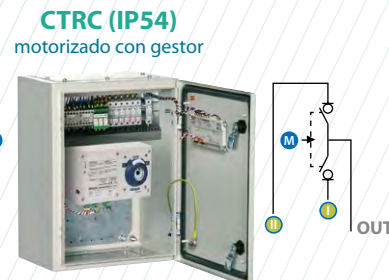 CTRC (IP54)
motorizado con gestor
M
II
I
OUT